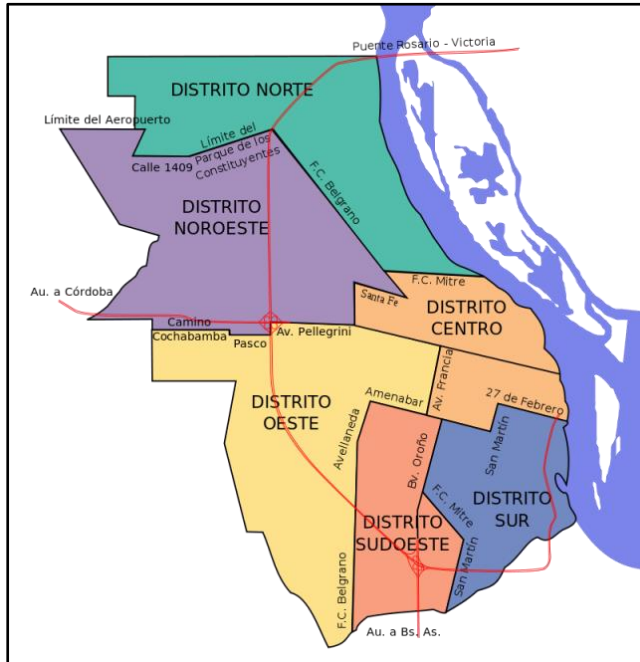 Puente Rosario - Victoria
DISTRITO NORTE
Límite del Aeropuerto
Límite del
Parque de los
Constituyentes
Calle 1409
F.C. Belgrano
DISTRITO
NOROESTE
F.C. Mitre
Santa Fe
Au. a Córdoba
DISTRITO
CENTRO
Camino
Av. Pellegrini
Cochabamba
Pasco
Av. Francia
Amenabar
27 de Febrero
DISTRITO
OESTE
Avellaneda
Bv. Oroño
San Martín
F.C. Mitre
DISTRITO
SUR
DISTRITO
SUDOESTE
San Martín
F.C. Belgrano
Au. a Bs. As.